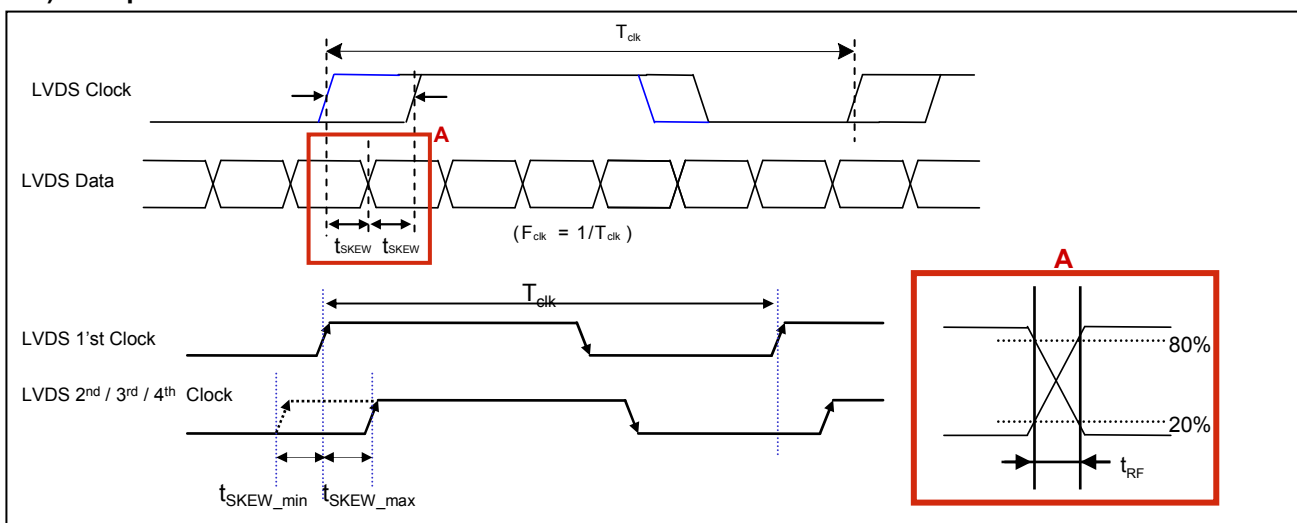 T clk
LVDS Clock
A
LVDS Data
tSKEW tSKEW
(Fclk = 1/Tclk )
A
Tclk
LVDS 1'st Clock
80%
LVDS 2nd / 3rd / 4th Clock
20%
tRF
tSKEW_min tSKEW_max